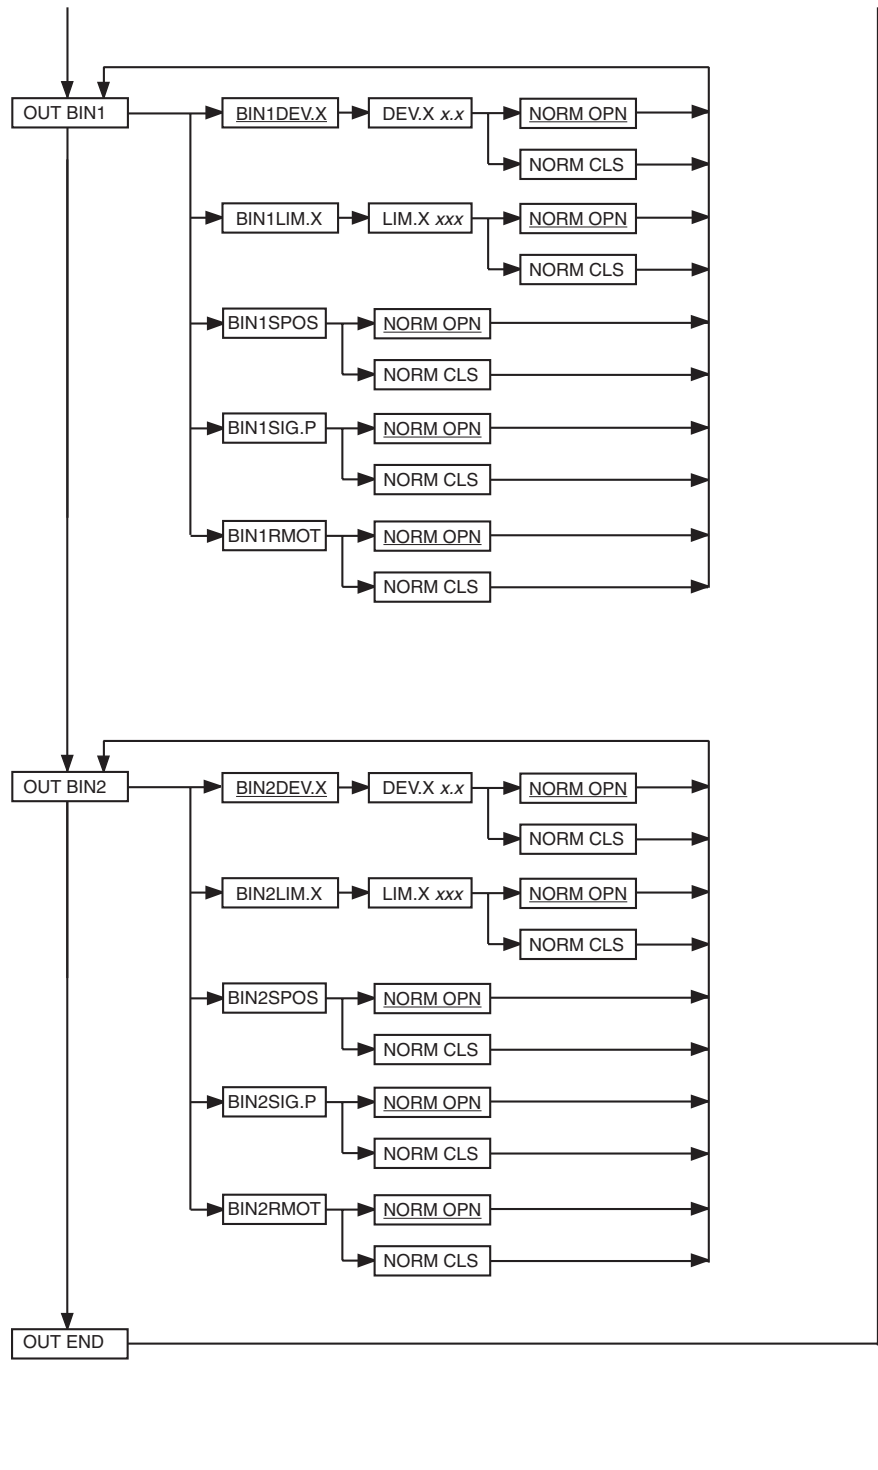 OUT BIN1
BIN1DEV.X
DEV.X x.x
NORM OPN
NORM CLS
BIN1LIM.X
LIM.X xxx
NORM OPN
NORM CLS
BIN1SPOS
NORM OPN
NORM CLS
BIN1SIG.P
NORM OPN
NORM CLS
BIN1RMOT
NORM OPN
NORM CLS
OUT BIN2
BIN2DEV.X
DEV.X x.x
NORM OPN
NORM CLS
BIN2LIM.X
LIM.X xxx
NORM OPN
NORM CLS
BIN2SPOS
NORM OPN
NORM CLS
BIN2SIG.P
NORM OPN
NORM CLS
BIN2RMOT
NORM OPN
NORM CLS
OUT END